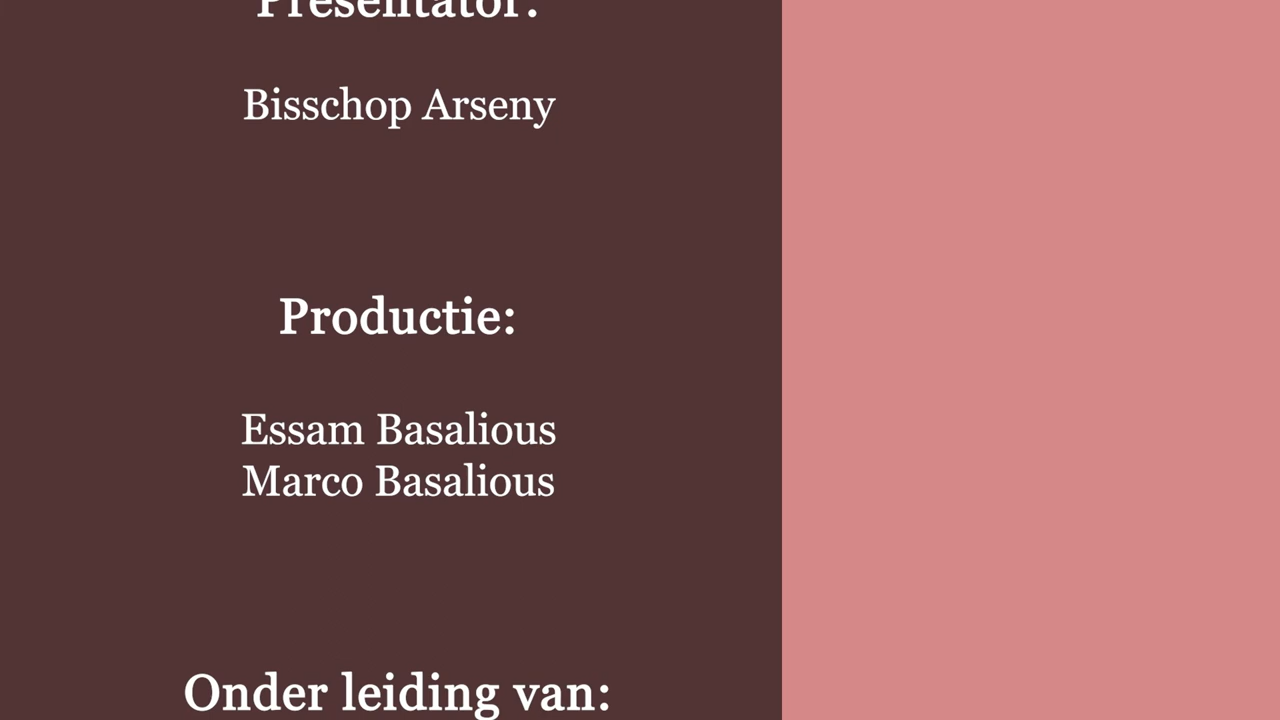 Presentator:
Bisschop Arseny
Productie:
Essam Basalious
Marco Basalious
Onder leiding van: